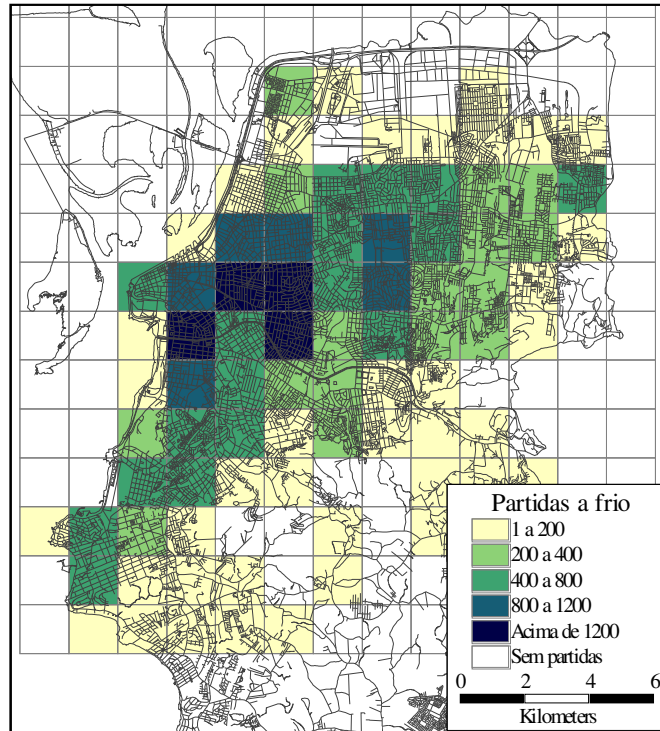 Partidas a frio
1 a 200
200 a 400
400 a 800
800 a 1200
Acima de 1200
Sem partidas
0 2 4 6
Kilometers